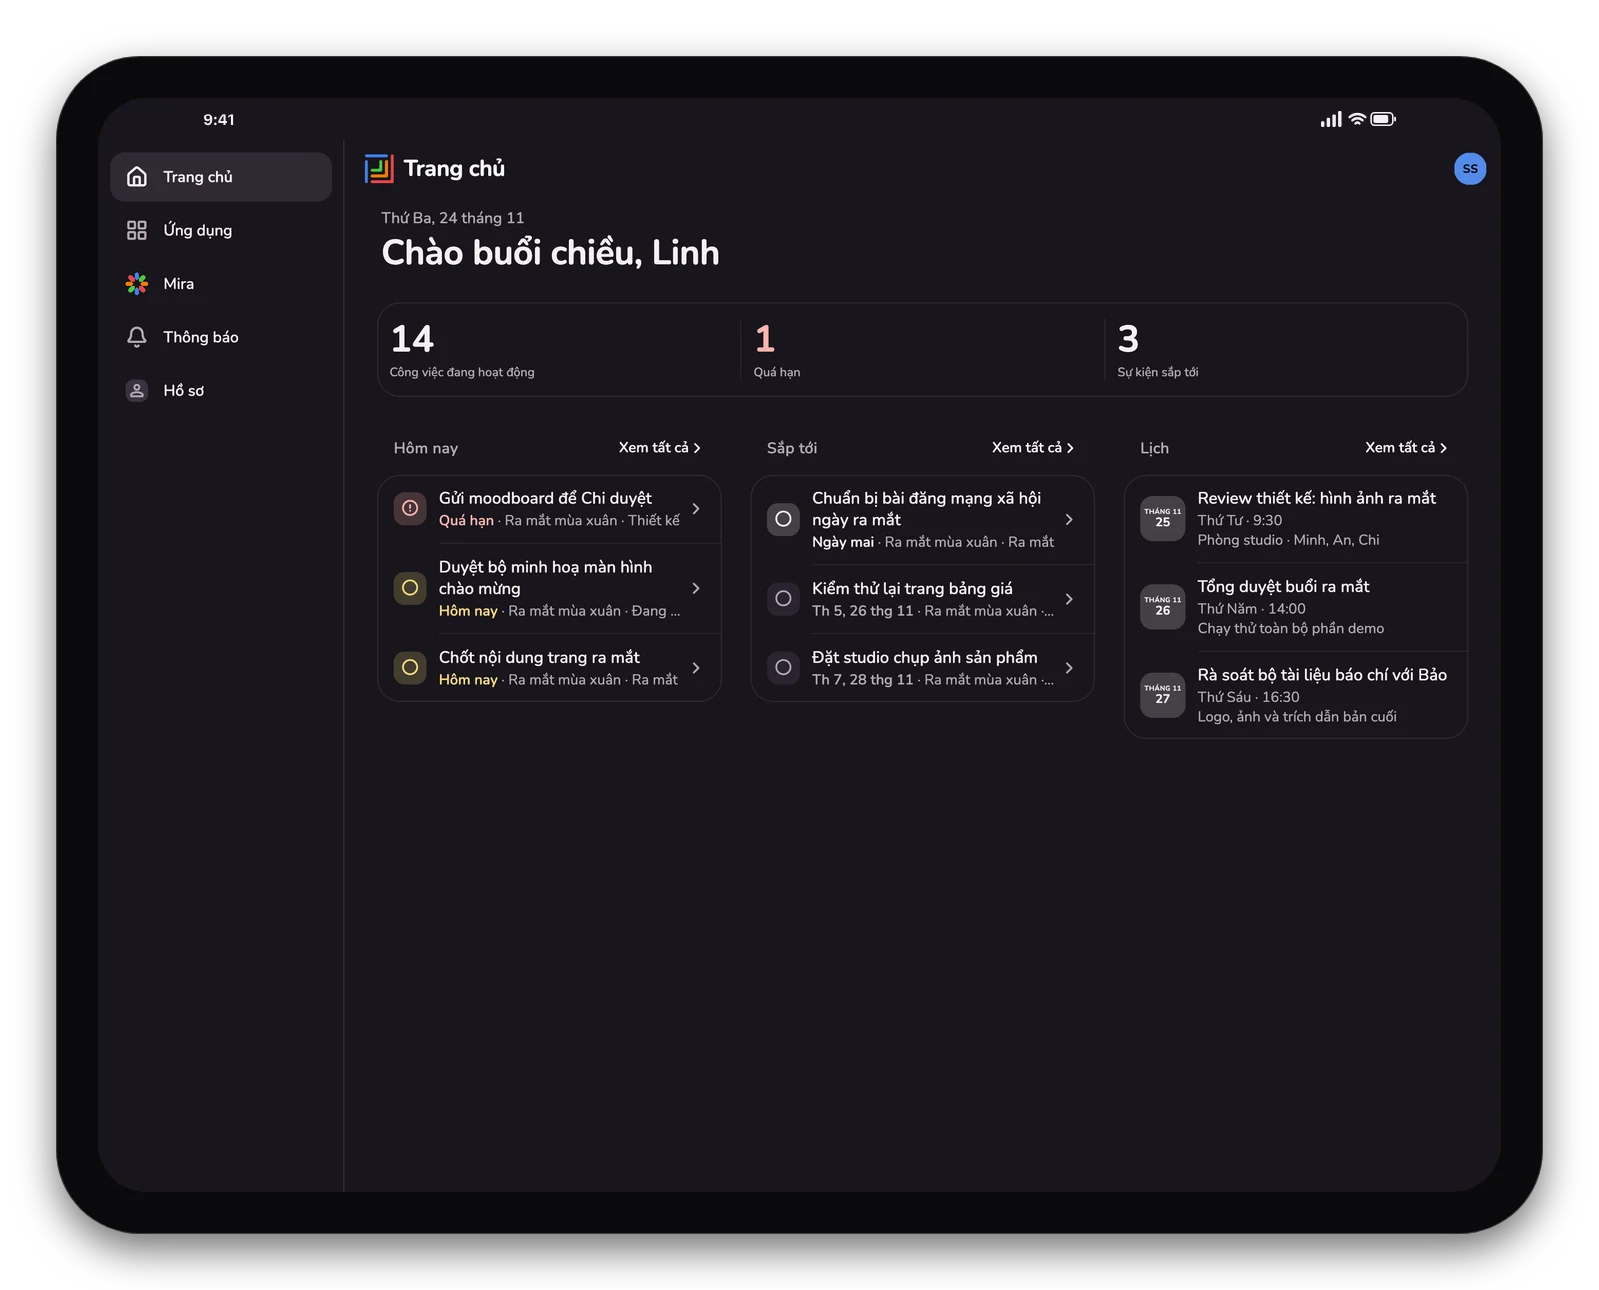 9:41
Trang chủ
Ứng dụng
Mira
Thông báo
Hồ sơ
Trang chủ
SS
Thứ Ba, 24 tháng 11
Chào buổi chiều, Linh
14
Công việc đang hoạt động
1
Quá hạn
3
Sự kiện sắp tới
Hôm nay
Xem tất cả
Gửi moodboard để Chi duyệt
Quá hạn · Ra mắt mùa xuân · Thiết kế
Duyệt bộ minh hoạ màn hình
chào mừng
Hôm nay · Ra mắt mùa xuân · Đang ...
Chốt nội dung trang ra mắt
Hôm nay · Ra mắt mùa xuân · Ra mắt
Sắp tới
Xem tất cả
Chuẩn bị bài đăng mạng xã hội
ngày ra mắt
Ngày mai · Ra mắt mùa xuân · Ra mắt
Kiểm thử lại trang bảng giá
Th 5, 26 thg 11 · Ra mắt mùa xuân ·...
Đặt studio chụp ảnh sản phẩm
Th 7, 28 thg 11 · Ra mắt mùa xuân ·...
Lịch
Xem tất cả
THÁNG 11
25
Review thiết kế: hình ảnh ra mắt
Thứ Tư · 9:30
Phòng studio · Minh, An, Chi
THÁNG 11
26
Tổng duyệt buổi ra mắt
Thứ Năm · 14:00
Chạy thử toàn bộ phần demo
THÁNG 11
27
Rà soát bộ tài liệu báo chí với Bảo
Thứ Sáu · 16:30
Logo, ảnh và trích dẫn bản cuối